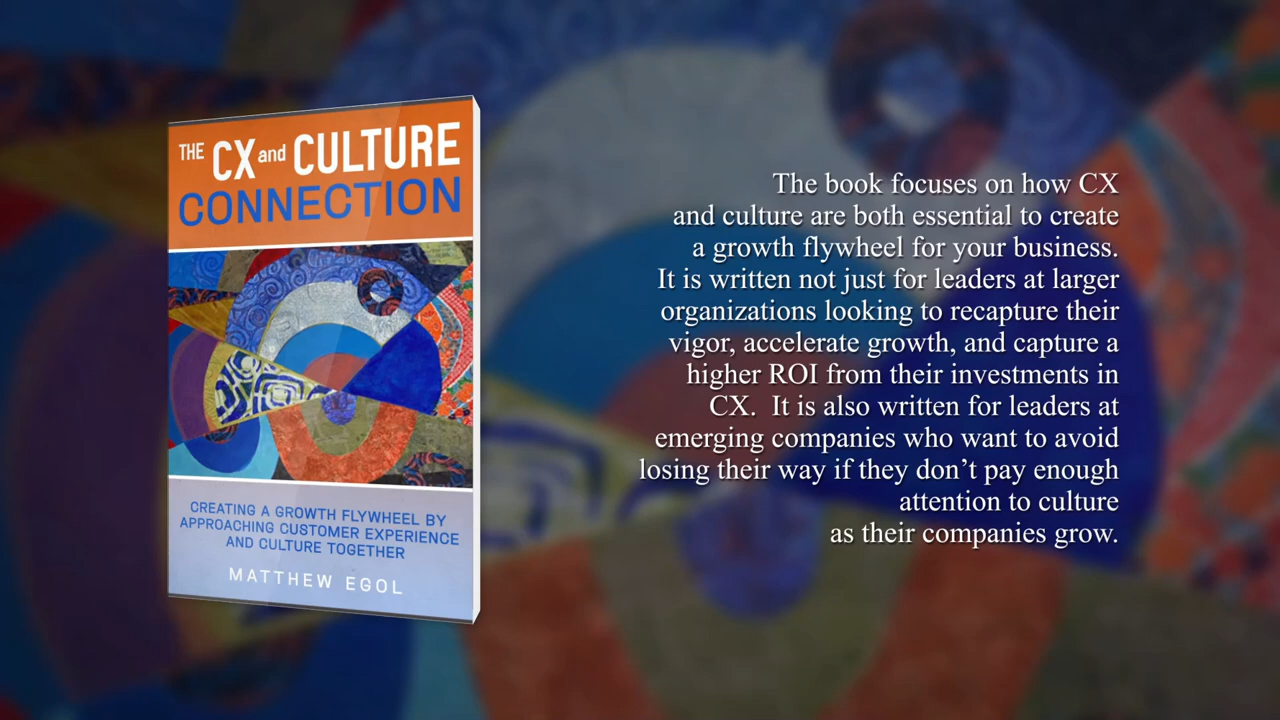 THE CX and CULTURE
CONNECTION
CREATING A GROWTH FLYWHEEL BY
APPROACHING CUSTOMER EXPERIENCE
AND CULTURE TOGETHER
MATTHEW EGOL
The book focuses on how CX
and culture are both essential to create
a growth flywheel for your business.
It is written not just for leaders at larger
organizations looking to recapture their
vigor, accelerate growth, and capture a
higher ROI from their investments in
CX.  It is also written for leaders at
emerging companies who want to avoid
losing their way if they don’t pay enough
attention to culture
as their companies grow.